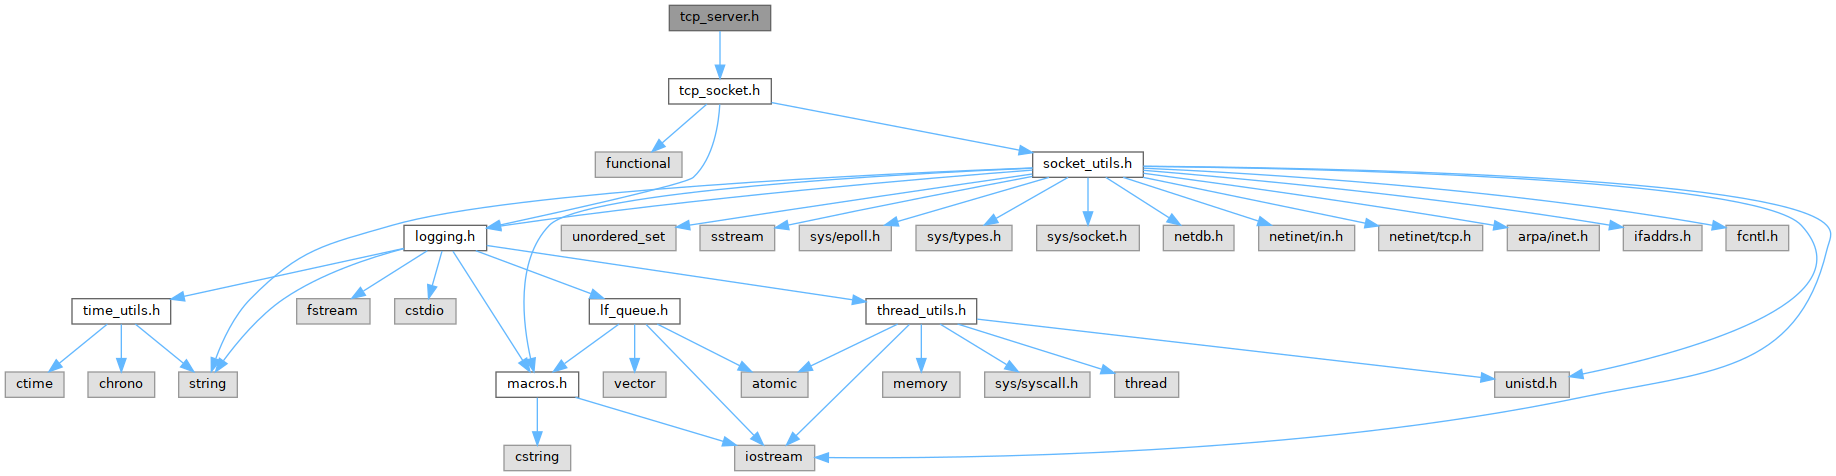 tcp_server.h
tcp_socket.h
functional
socket_utils.h
logging.h
unordered_set
sstream
sys/epoll.h
sys/types.h
sys/socket.h
netdb.h
netinet/in.h
netinet/tcp.h
arpa/inet.h
ifaddrs.h
fcntl.h
time_utils.h
fstream
cstdio
lf_queue.h
thread_utils.h
ctime
chrono
string
macros.h
vector
atomic
memory
sys/syscall.h
thread
unistd.h
cstring
iostream